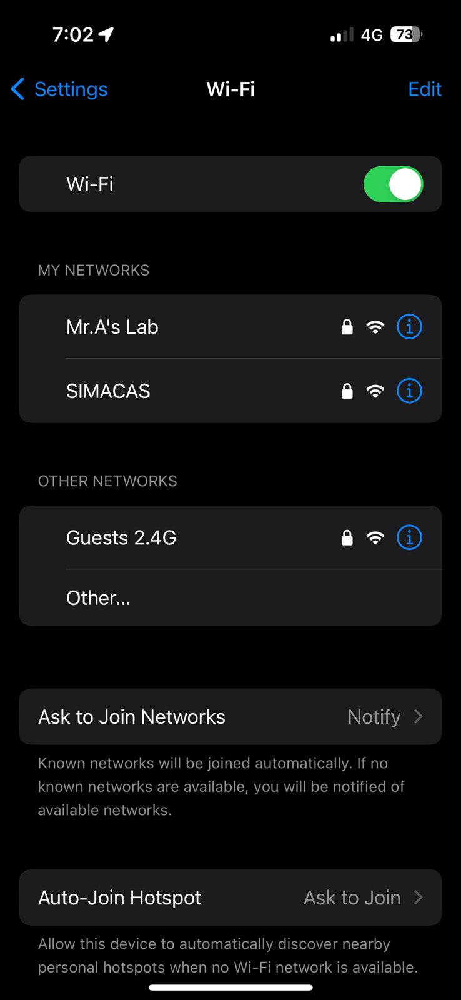 7:02 4G 73
Settings Wi-Fi Edit
Wi-Fi
MY NETWORKS
Mr.A's Lab
SIMACAS
OTHER NETWORKS
Guests 2.4G
Other...
Ask to Join Networks Notify
Known networks will be joined automatically. If no
known networks are available, you will be notified of
available networks.
Auto-Join Hotspot Ask to Join
Allow this device to automatically discover nearby
personal hotspots when no Wi-Fi network is available.